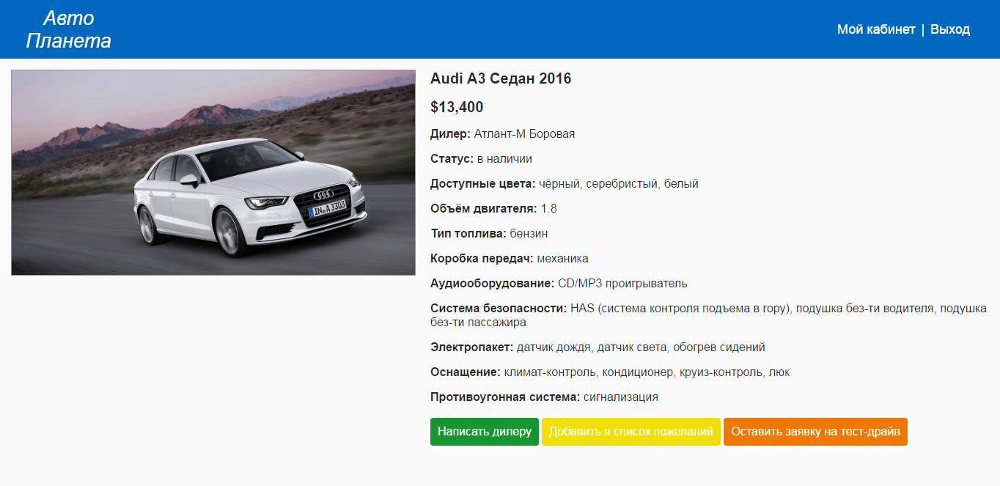 Авто
Планета
Мой кабинет | Выход
IN A 3303
Audi A3 Седан 2016
$13,400
Дилер: Атлант-М Боровая
Статус: в наличии
Доступные цвета: чёрный, серебристый, белый
Объём двигателя: 1.8
Тип топлива: бензин
Коробка передач: механика
Аудиооборудование: CD/MP3 проигрыватель
Система безопасности: HAS (система контроля подъема в гору), подушка без-ти водителя, подушка
без-ти пассажира
Электропакет: датчик дождя, датчик света, обогрев сидений
Оснащение: климат-контроль, кондиционер, круиз-контроль, люк
Противоугонная система: сигнализация
Написать дилеру
Добавить в список пожеланий
Оставить заявку на тест-драйв